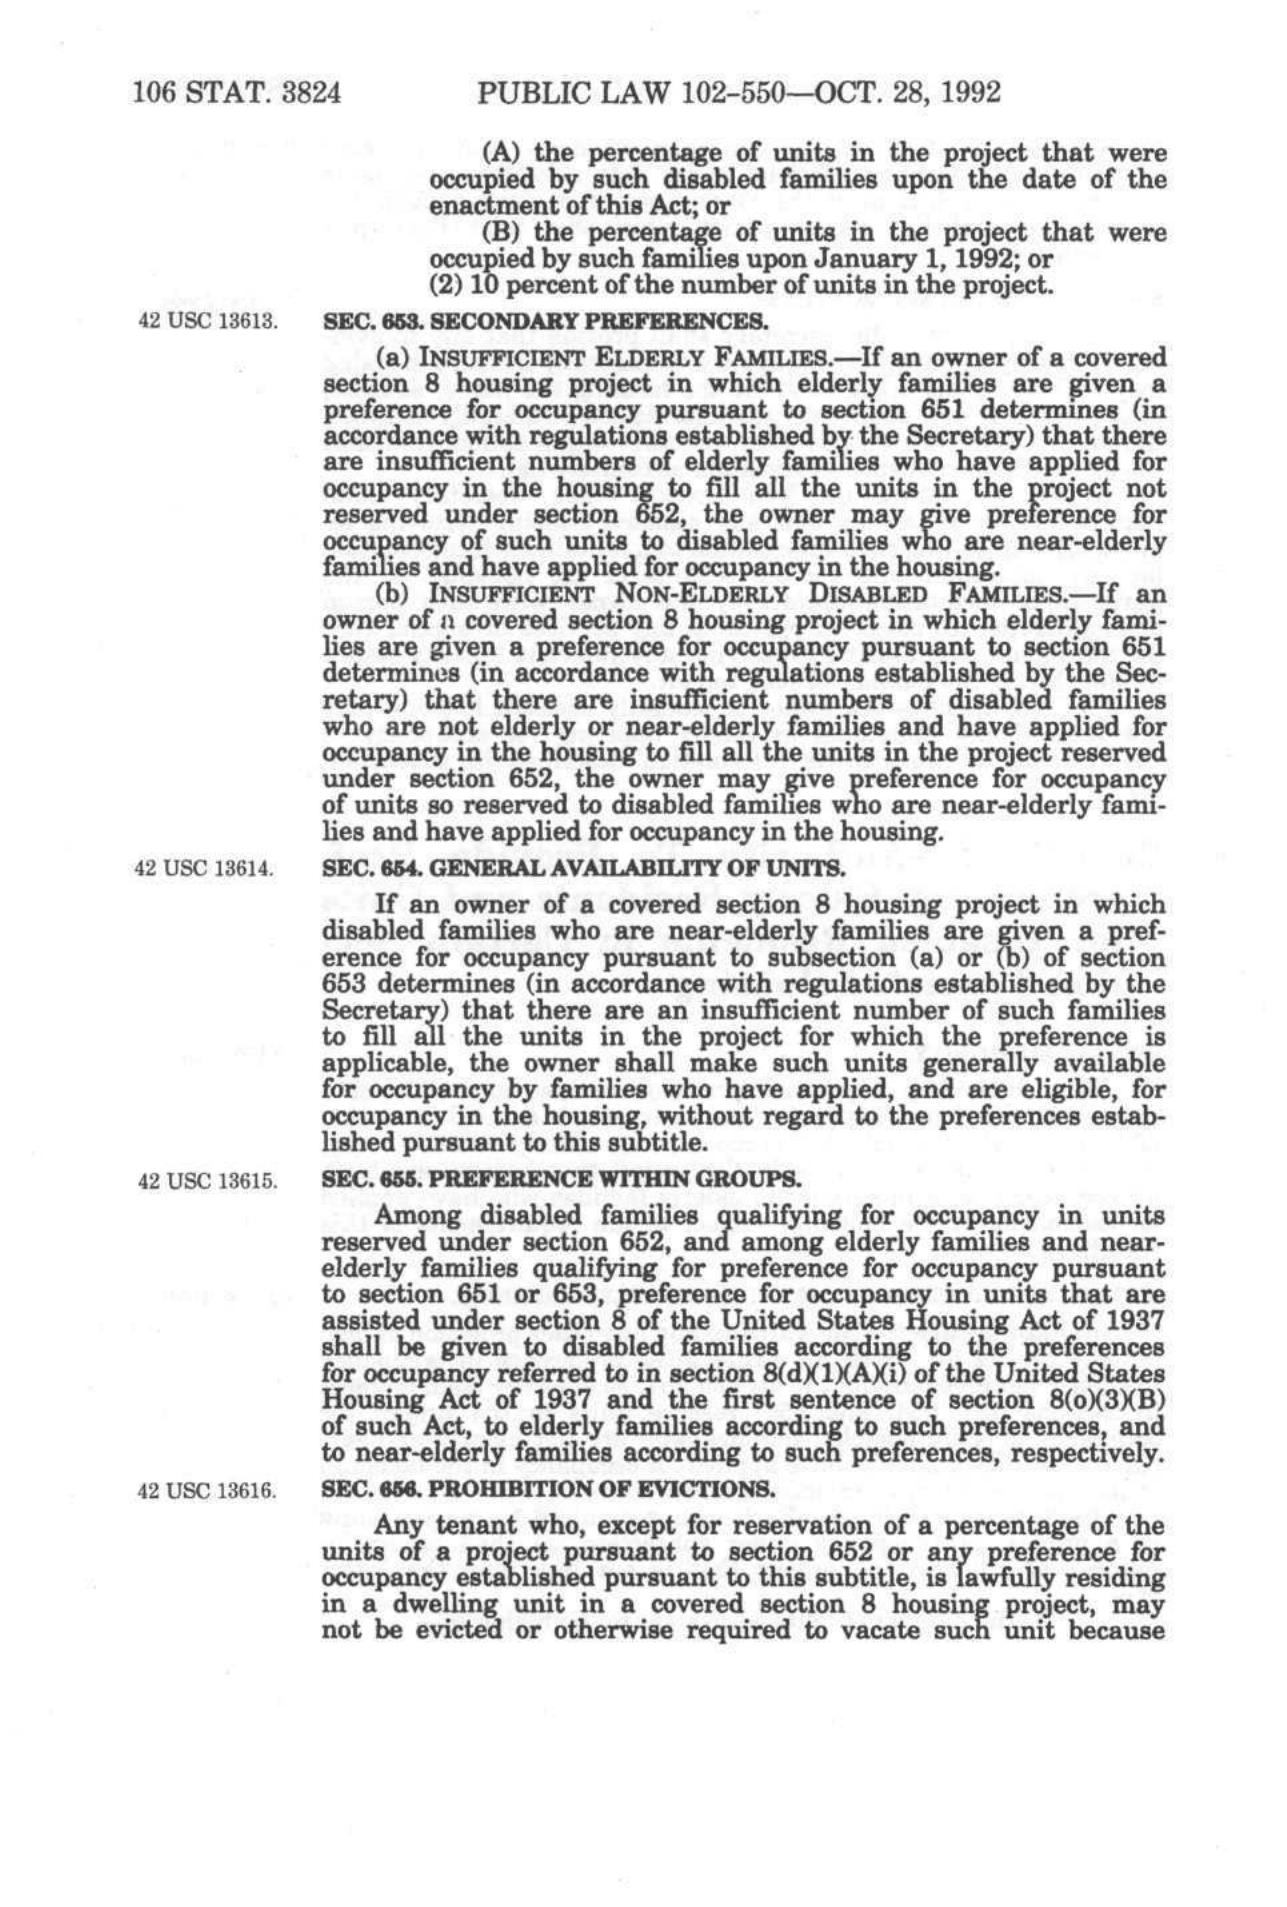 106 STAT. 3824 PUBLIC LAW 102-550—OCT. 28, 1992
(A) the percentage of units in the project that were
occupied by such disabled families upon the date of the
enactment of this Act; or
(B) the percentage of units in the project that were
occupied by such families upon January 1, 1992; or
(2) 10 percent of the number of units in the project.
42 USC 13613. SEC. 653. SECONDARY PREFERENCES.
(a) INSUFFICIENT ELDERLY FAMILIES.—If an owner of a covered
section 8 housing project in which elderly families are given a
preference for occupancy pursuant to section 651 determines (in
accordance with regulations established by the Secretary) that there
are insufficient numbers of elderly families who have applied for
occupancy in the housing to fill all the units in the project not
reserved under section 652, the owner may give preference for
occupancy of such units to disabled families who are near-elderly
families and have applied for occupancy in the housing.
(b) INSUFFICIENT NON-ELDERLY DISABLED FAMILIES.—If an
owner of a covered section 8 housing project in which elderly fami-
lies are given a preference for occupancy pursuant to section 651
determines (in accordance with regulations established by the Sec-
retary) that there are insufficient numbers of disabled families
who are not elderly or near-elderly families and have applied for
occupancy in the housing to fill all the units in the project reserved
under section 652, the owner may give preference for occupancy
of units so reserved to disabled families who are near-elderly fami-
lies and have applied for occupancy in the housing.
42 USC 13614. SEC. 654. GENERAL AVAILABILITY OF UNITS.
If an owner of a covered section 8 housing project in which
disabled families who are near-elderly families are given a pref-
erence for occupancy pursuant to subsection (a) or (b) of section
653 determines (in accordance with regulations established by the
Secretary) that there are an insufficient number of such families
to fill all the units in the project for which the preference is
applicable, the owner shall make such units generally available
for occupancy by families who have applied, and are eligible, for
occupancy in the housing, without regard to the preferences estab-
lished pursuant to this subtitle.
42 USC 13615. SEC. 655. PREFERENCE WITHIN GROUPS.
Among disabled families qualifying for occupancy in units
reserved under section 652, and among elderly families and near-
elderly families qualifying for preference for occupancy pursuant
to section 651 or 653, preference for occupancy in units that are
assisted under section 8 of the United States Housing Act of 1937
shall be given to disabled families according to the preferences
for occupancy referred to in section 8(d)(1)(A)(i) of the United States
Housing Act of 1937 and the first sentence of section 8(o)(3)(B)
of such Act, to elderly families according to such preferences, and
to near-elderly families according to such preferences, respectively.
42 USC 13616. SEC. 656. PROHIBITION OF EVICTIONS.
Any tenant who, except for reservation of a percentage of the
units of a project pursuant to section 652 or any preference for
occupancy established pursuant to this subtitle, is lawfully residing
in a dwelling unit in a covered section 8 housing project, may
not be evicted or otherwise required to vacate such unit because